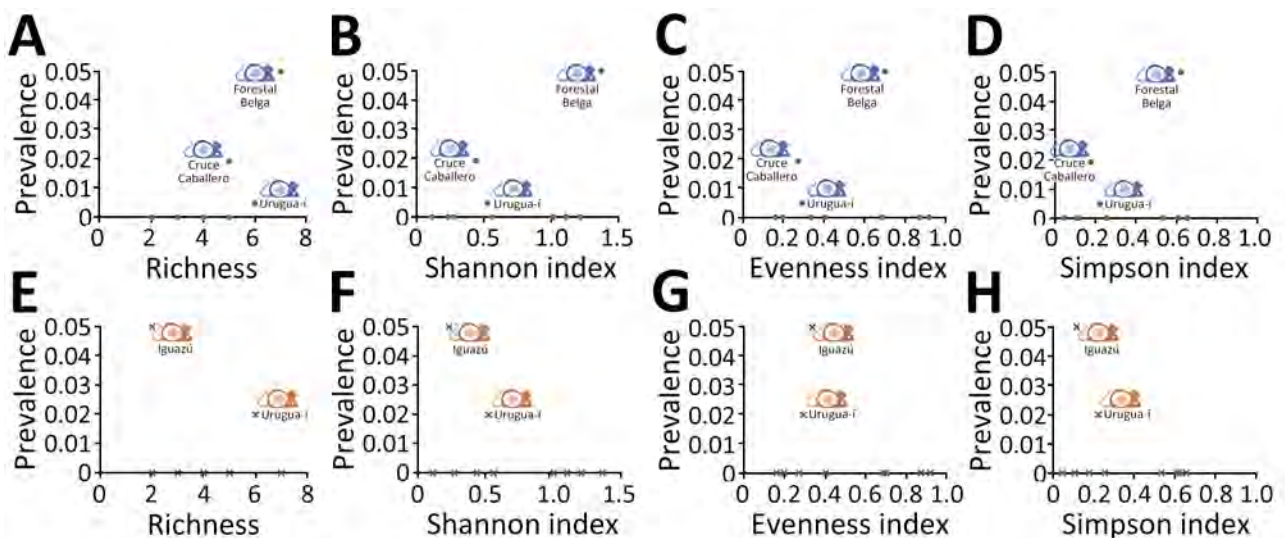 A
Prevalence
0.05
0.04
0.03
0.02
0.01
0
Forestal
Belga
Cruce
Caballero
Urugua-í
0 2 4 6 8
Richness
B
Prevalence
0.05
0.04
0.03
0.02
0.01
0
Forestal
Belga
Cruce
Caballero
Urugua-í
0 0.5 1.0 1.5
Shannon index
C
Prevalence
0.05
0.04
0.03
0.02
0.01
0
Forestal
Belga
Cruce
Caballero
Urugua-í
0 0.2 0.4 0.6 0.8 1.0
Evenness index
D
Prevalence
0.05
0.04
0.03
0.02
0.01
0
Forestal
Belga
Cruce
Caballero
Urugua-í
0 0.2 0.4 0.6 0.8 1.0
Simpson index
E
Prevalence
0.05
0.04
0.03
0.02
0.01
0
Iguazú
Urugua-í
0 2 4 6 8
Richness
F
Prevalence
0.05
0.04
0.03
0.02
0.01
0
Iguazú
Urugua-í
0 0.5 1.0 1.5
Shannon index
G
Prevalence
0.05
0.04
0.03
0.02
0.01
0
Iguazú
Urugua-í
0 0.2 0.4 0.6 0.8 1.0
Evenness index
H
Prevalence
0.05
0.04
0.03
0.02
0.01
0
Iguazú
Urugua-í
0 0.2 0.4 0.6 0.8 1.0
Simpson index